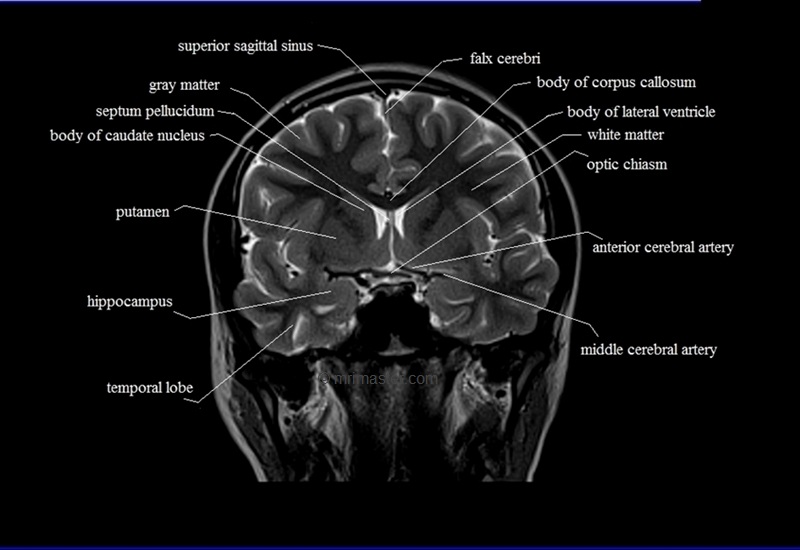 superior sagittal sinus
falx cerebri
gray matter
body of corpus callosum
septum pellucidum
body of lateral ventricle
body of caudate nucleus
white matter
optic chiasm
putamen
anterior cerebral artery
hippocampus
middle cerebral artery
temporal lobe